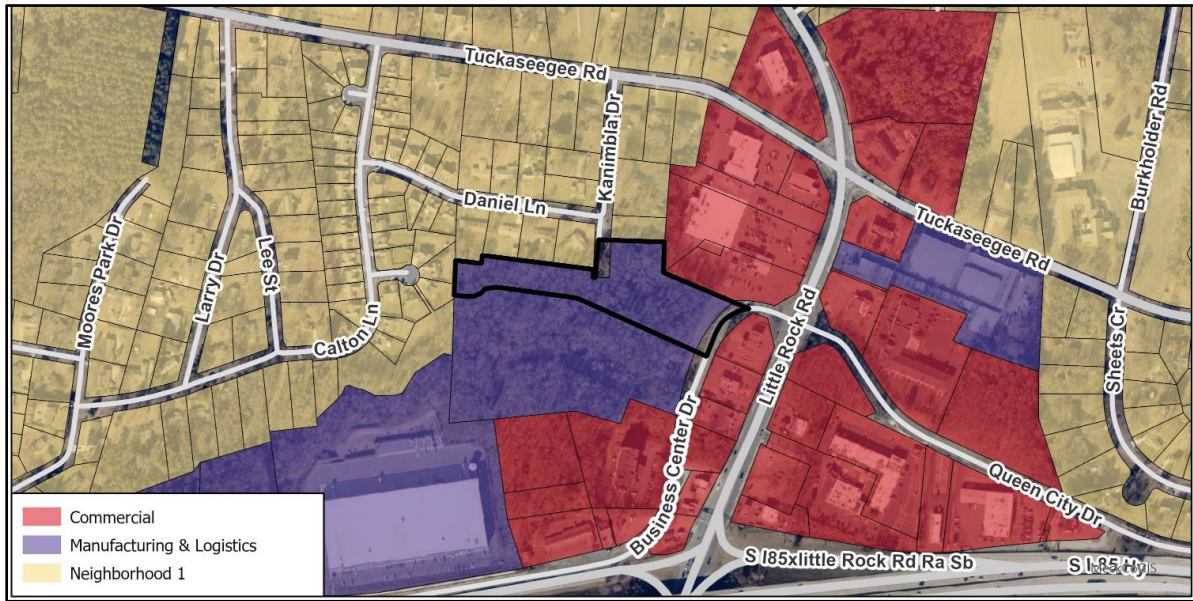 Tuckaseegee Rd
Kanimbla Dr
Burkholder Rd
Daniel Ln
Moores Park Dr
Larry Dr
Lee St
Calton Ln
Tuckaseegee Rd
Little Rock Rd
Sheets Cr
Business Center Dr
Queen City Dr
S I85xlittle Rock Rd Ra Sb
S I-85 Hy
MeckCoGIS
Commercial
Manufacturing & Logistics
Neighborhood 1